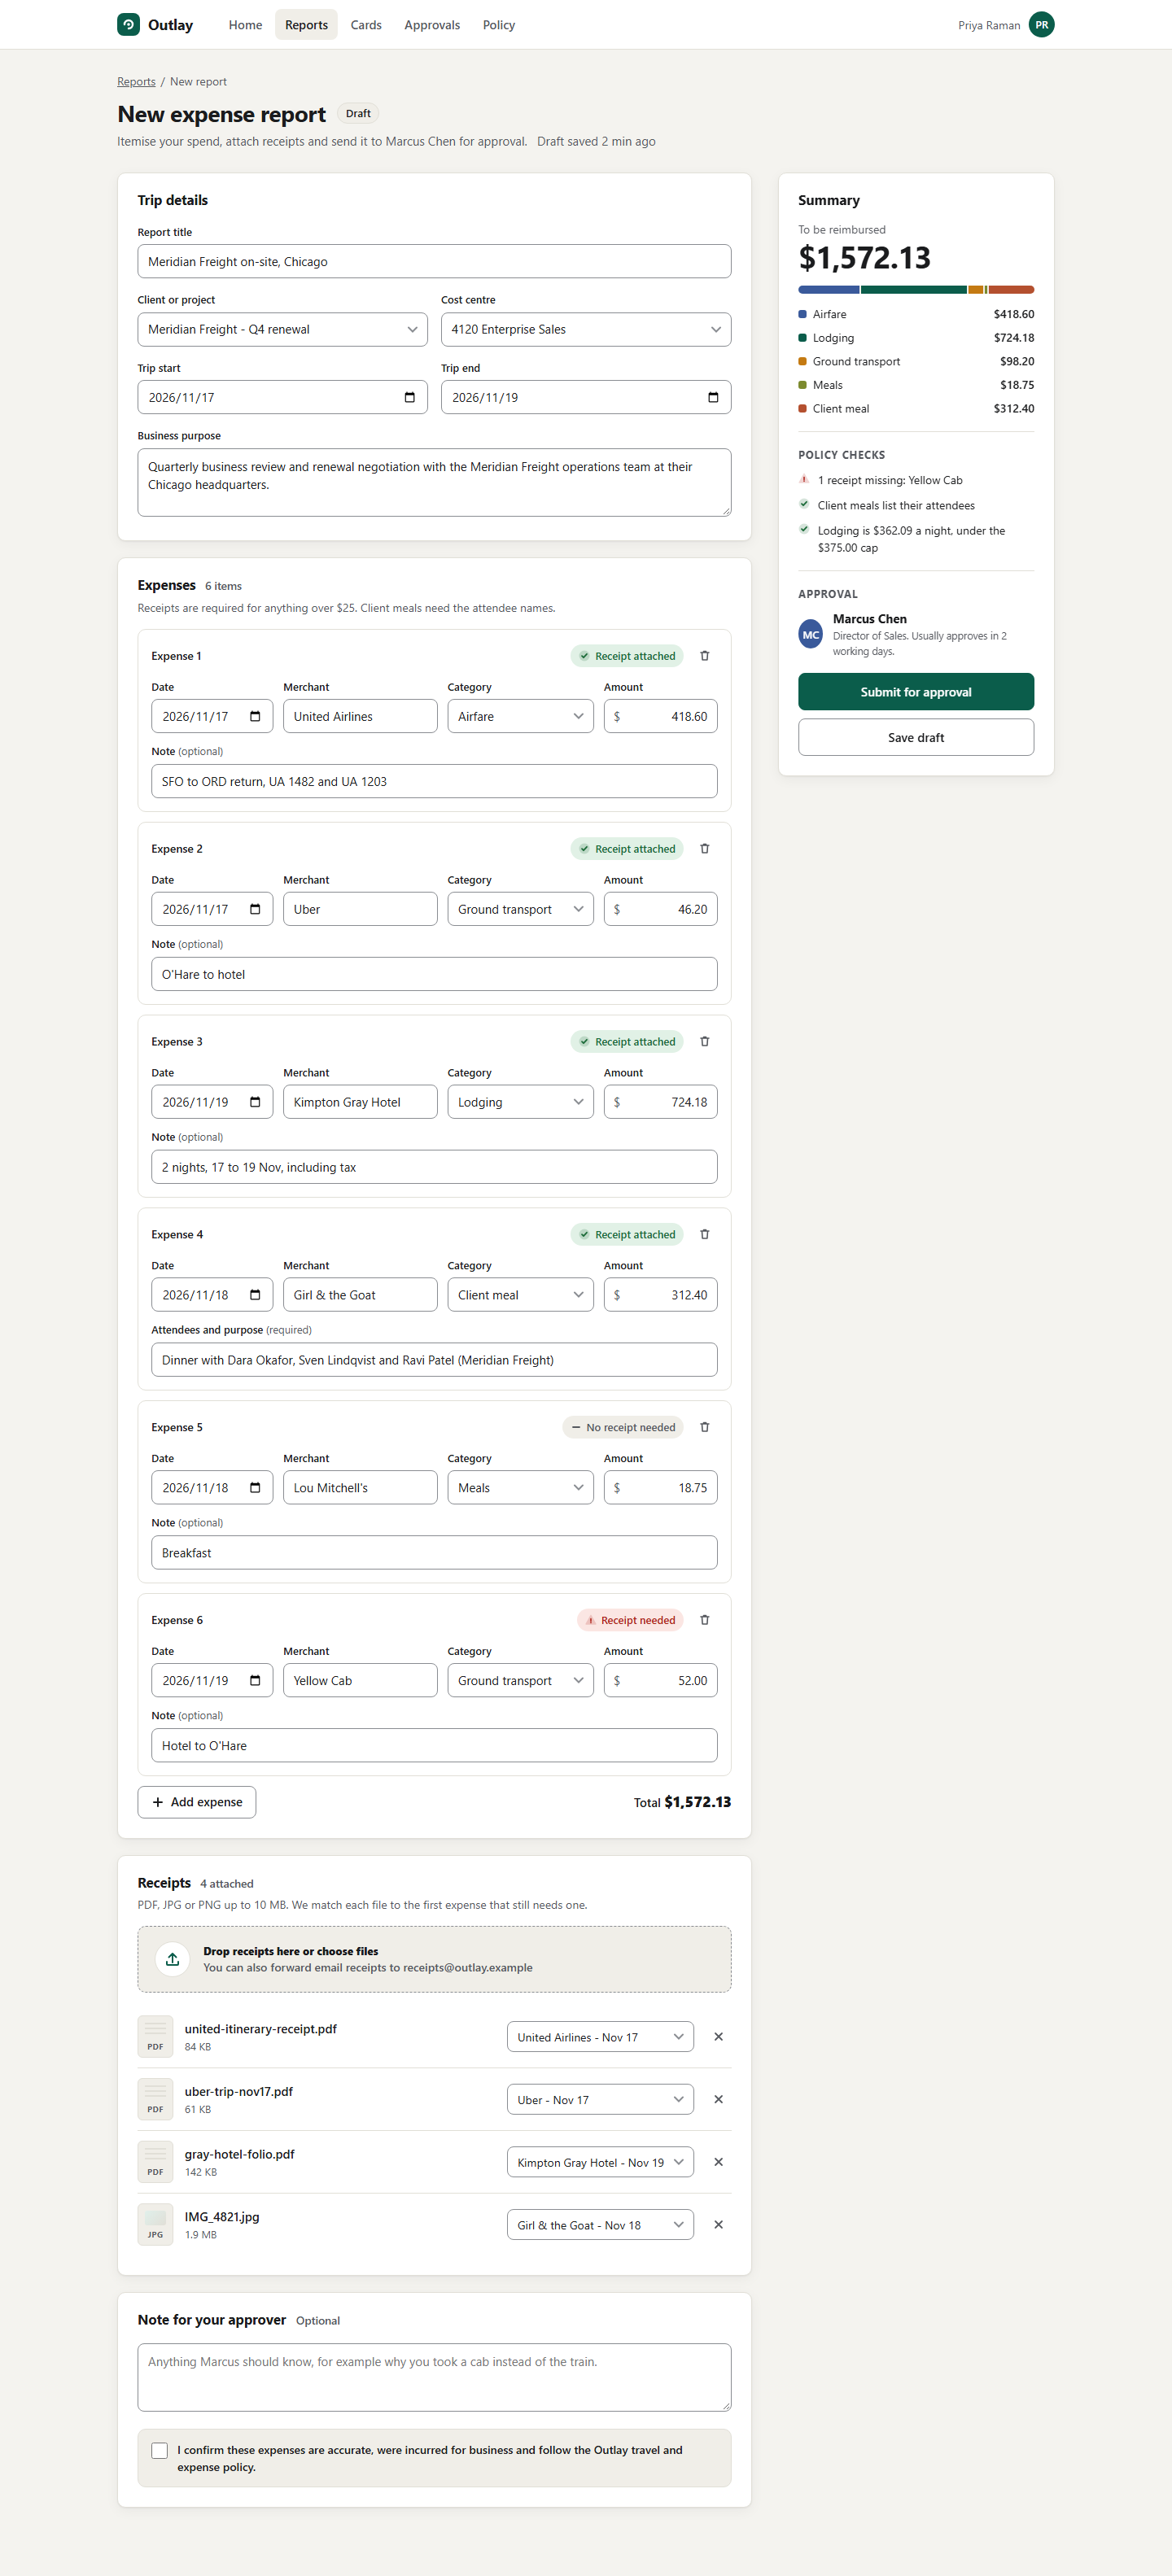 Outlay
Home
Reports
Cards
Approvals
Policy
Priya Raman
PR
Reports / New report
New expense report
Draft
Itemise your spend, attach receipts and send it to Marcus Chen for approval. Draft saved 2 min ago
Trip details
Report title
Meridian Freight on-site, Chicago
Client or project
Cost centre
Meridian Freight - Q4 renewal
4120 Enterprise Sales
Trip start
Trip end
2026/11/17
2026/11/19
Business purpose
Quarterly business review and renewal negotiation with the Meridian Freight operations team at their
Chicago headquarters.
Expenses 6 items
Receipts are required for anything over $25. Client meals need the attendee names.
Expense 1
Receipt attached
Date
Merchant
Category
Amount
2026/11/17
United Airlines
Airfare
$ 418.60
Note (optional)
SFO to ORD return, UA 1482 and UA 1203
Expense 2
Receipt attached
Date
Merchant
Category
Amount
2026/11/17
Uber
Ground transport
$ 46.20
Note (optional)
O'Hare to hotel
Expense 3
Receipt attached
Date
Merchant
Category
Amount
2026/11/19
Kimpton Gray Hotel
Lodging
$ 724.18
Note (optional)
2 nights, 17 to 19 Nov, including tax
Expense 4
Receipt attached
Date
Merchant
Category
Amount
2026/11/18
Girl & the Goat
Client meal
$ 312.40
Attendees and purpose (required)
Dinner with Dara Okafor, Sven Lindqvist and Ravi Patel (Meridian Freight)
Expense 5
No receipt needed
Date
Merchant
Category
Amount
2026/11/18
Lou Mitchell's
Meals
$ 18.75
Note (optional)
Breakfast
Expense 6
Receipt needed
Date
Merchant
Category
Amount
2026/11/19
Yellow Cab
Ground transport
$ 52.00
Note (optional)
Hotel to O'Hare
Add expense
Total $1,572.13
Receipts 4 attached
PDF, JPG or PNG up to 10 MB. We match each file to the first expense that still needs one.
Drop receipts here or choose files
You can also forward email receipts to receipts@outlay.example
PDF
united-itinerary-receipt.pdf
84 KB
United Airlines - Nov 17
PDF
uber-trip-nov17.pdf
61 KB
Uber - Nov 17
PDF
gray-hotel-folio.pdf
142 KB
Kimpton Gray Hotel - Nov 19
JPG
IMG_4821.jpg
1.9 MB
Girl & the Goat - Nov 18
Note for your approver Optional
Anything Marcus should know, for example why you took a cab instead of the train.
I confirm these expenses are accurate, were incurred for business and follow the Outlay travel and
expense policy.
Summary
To be reimbursed
$1,572.13
Airfare $418.60
Lodging $724.18
Ground transport $98.20
Meals $18.75
Client meal $312.40
POLICY CHECKS
1 receipt missing: Yellow Cab
Client meals list their attendees
Lodging is $362.09 a night, under the
$375.00 cap
APPROVAL
MC
Marcus Chen
Director of Sales. Usually approves in 2
working days.
Submit for approval
Save draft